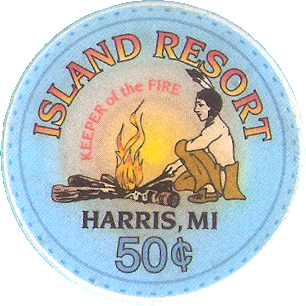 ISLAND RESORT
KEEPER of the FIRE
HARRIS, MI
50¢